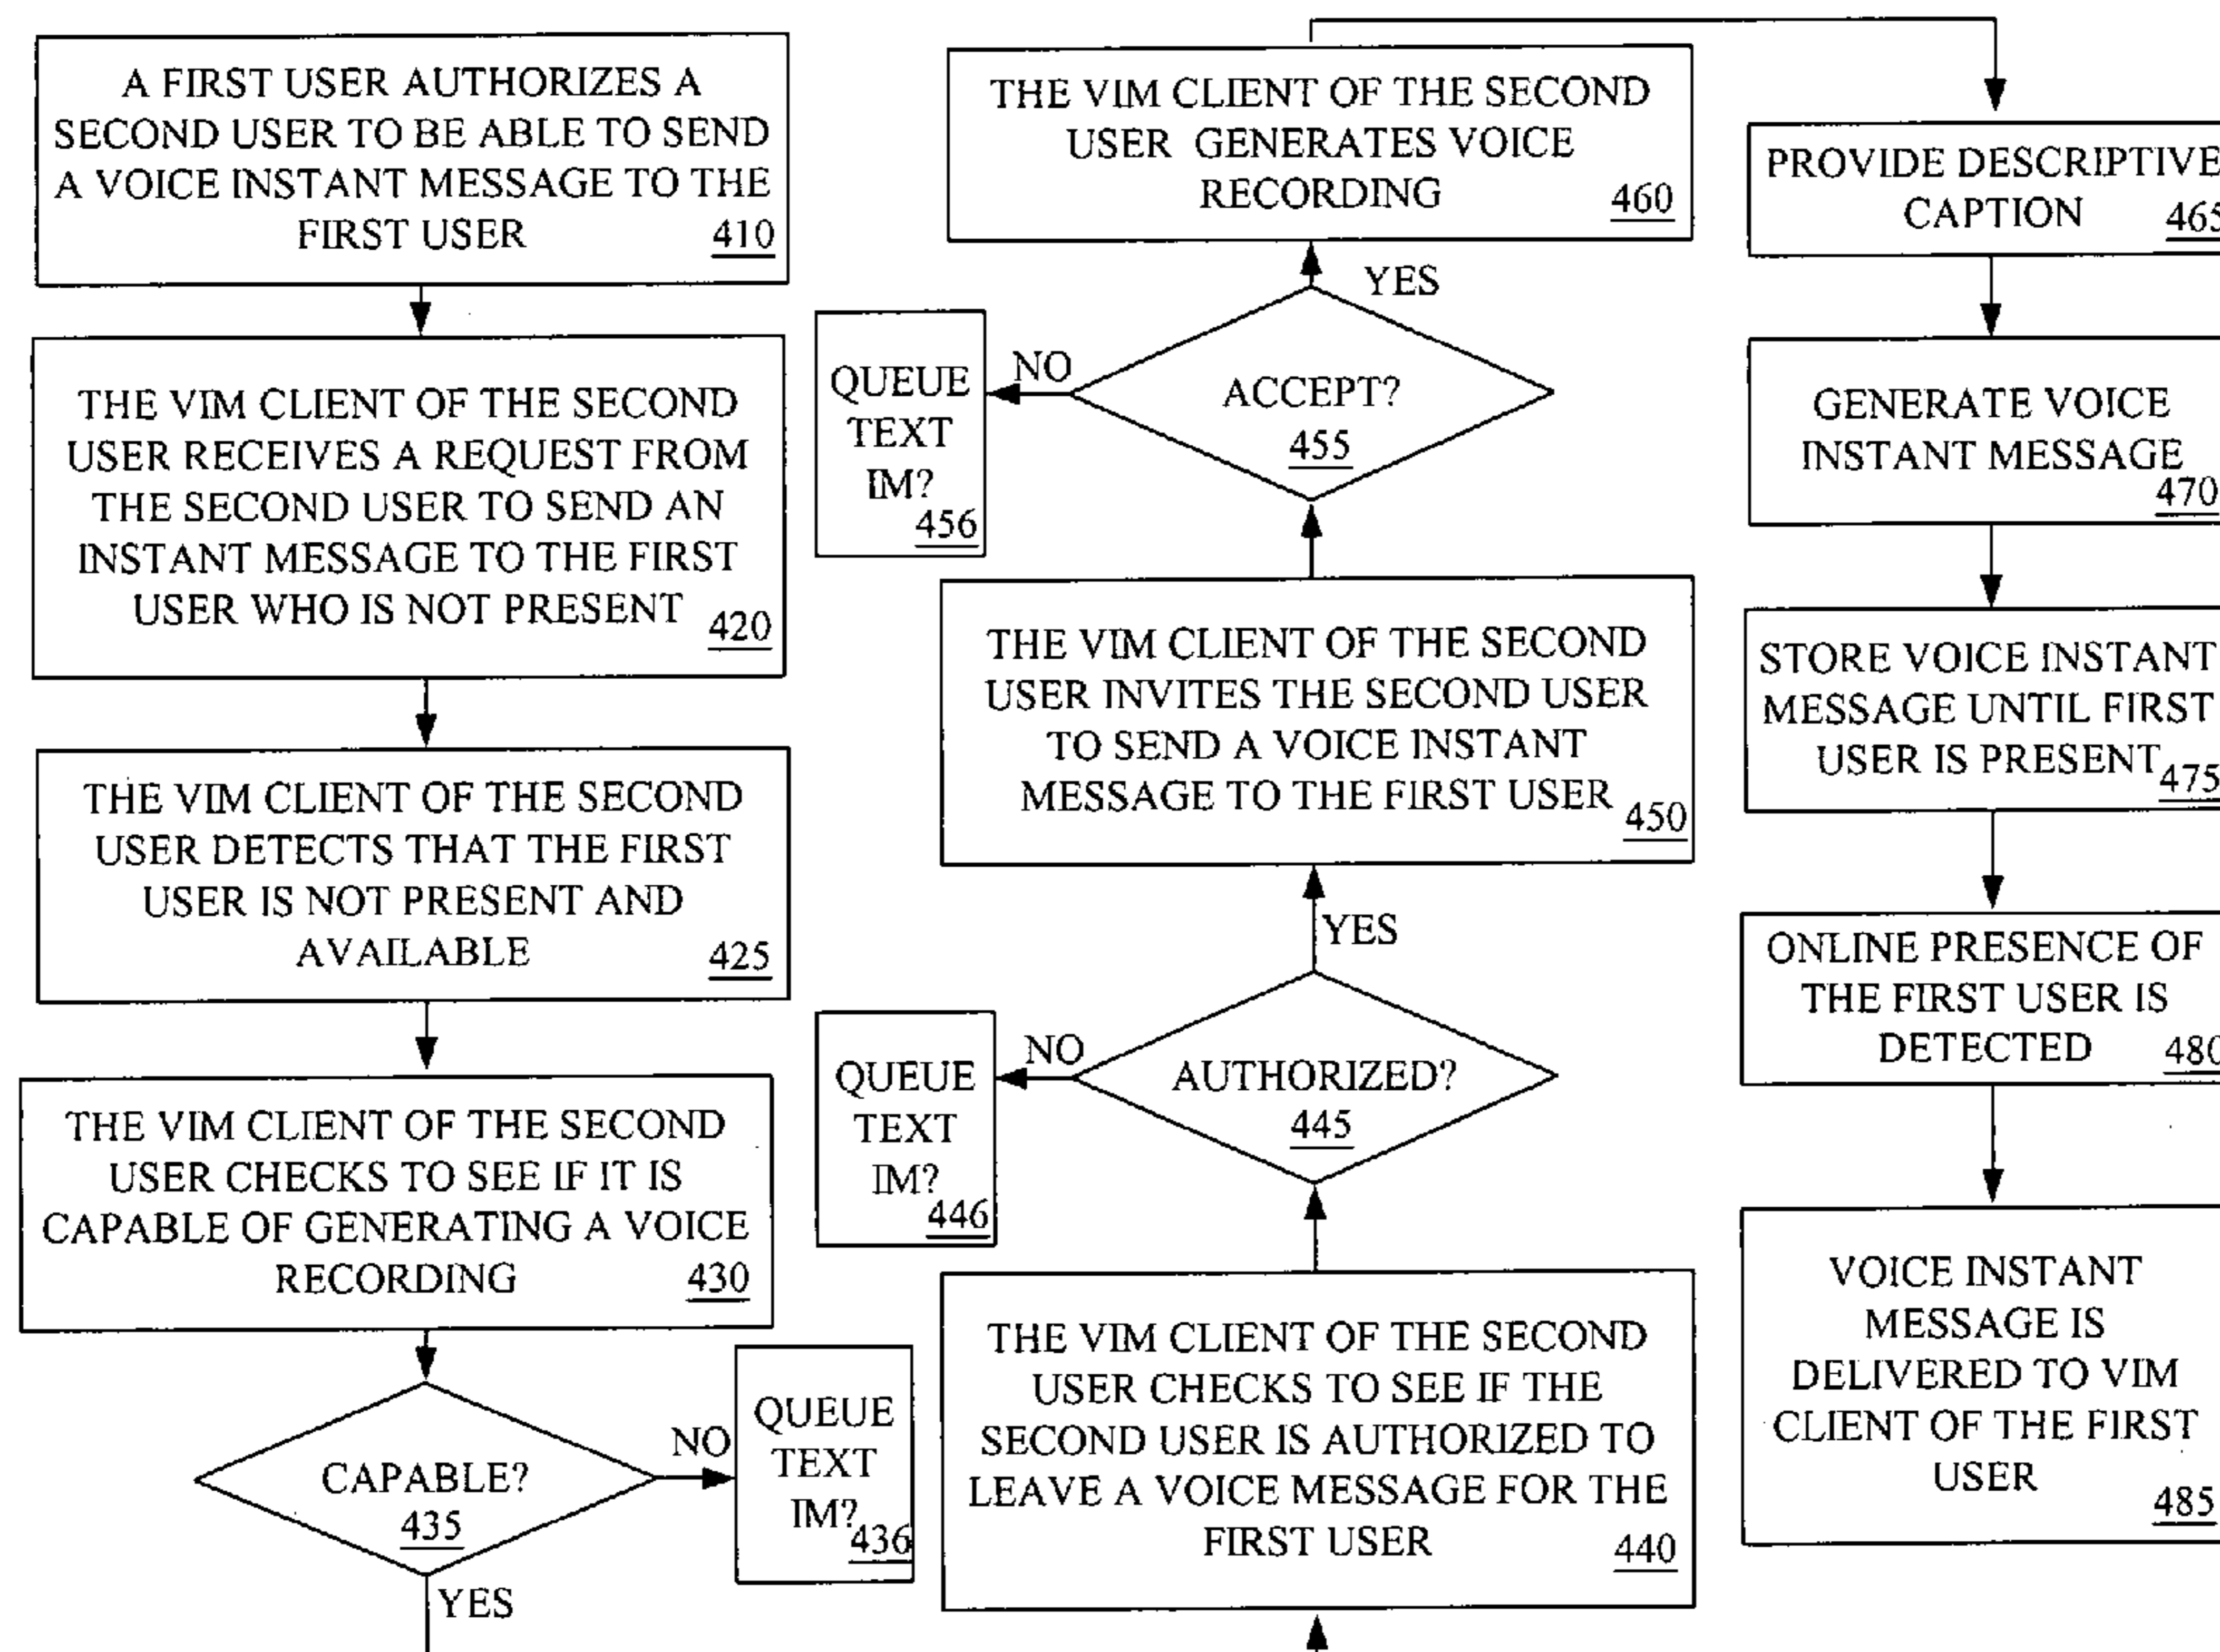 A FIRST USER AUTHORIZES A
SECOND USER TO BE ABLE TO SEND
A VOICE INSTANT MESSAGE TO THE
FIRST USER 410
THE VIM CLIENT OF THE SECOND
USER RECEIVES A REQUEST FROM
THE SECOND USER TO SEND AN
INSTANT MESSAGE TO THE FIRST
USER WHO IS NOT PRESENT 420
THE VIM CLIENT OF THE SECOND
USER DETECTS THAT THE FIRST
USER IS NOT PRESENT AND
AVAILABLE 425
THE VIM CLIENT OF THE SECOND
USER CHECKS TO SEE IF IT IS
CAPABLE OF GENERATING A VOICE
RECORDING 430
CAPABLE?
435
NO
QUEUE
TEXT
IM?
436
YES
THE VIM CLIENT OF THE SECOND
USER CHECKS TO SEE IF THE
SECOND USER IS AUTHORIZED TO
LEAVE A VOICE MESSAGE FOR THE
FIRST USER 440
AUTHORIZED?
445
NO
QUEUE
TEXT
IM?
446
YES
THE VIM CLIENT OF THE SECOND
USER INVITES THE SECOND USER
TO SEND A VOICE INSTANT
MESSAGE TO THE FIRST USER 450
ACCEPT?
455
NO
QUEUE
TEXT
IM?
456
YES
THE VIM CLIENT OF THE SECOND
USER GENERATES VOICE
RECORDING 460
PROVIDE DESCRIPTIVE
CAPTION 465
GENERATE VOICE
INSTANT MESSAGE
470
STORE VOICE INSTANT
MESSAGE UNTIL FIRST
USER IS PRESENT 475
ONLINE PRESENCE OF
THE FIRST USER IS
DETECTED 480
VOICE INSTANT
MESSAGE IS
DELIVERED TO VIM
CLIENT OF THE FIRST
USER 485